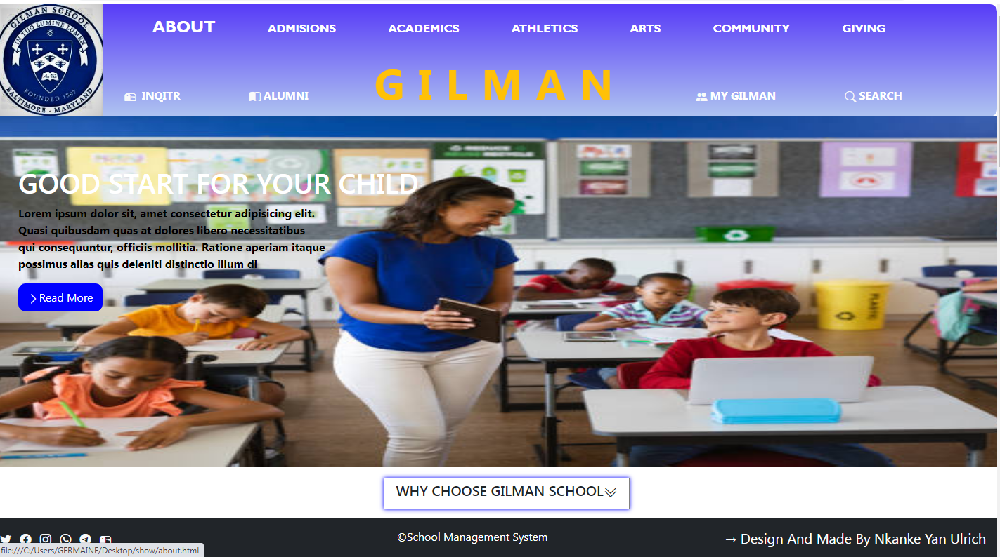 GILMAN SCHOOL
IN TUO LUMINE LUMEN
FOUNDED 1897
BALTIMORE - MARYLAND
ABOUT
ADMISIONS
ACADEMICS
ATHLETICS
ARTS
COMMUNITY
GIVING
GILMAN
INQITR
ALUMNI
MY GILMAN
SEARCH
REDUCE
RECYCLE
GOOD START FOR YOUR CHILD
Lorem ipsum dolor sit, amet consectetur adipisicing elit.
Quasi quibusdam quas at dolores libero necessitatibus
qui consequuntur, officiis mollitia. Ratione aperiam itaque
possimus alias quis deleniti distinctio illum di
Read More
PLASTIC
WHY CHOOSE GILMAN SCHOOL
©School Management System
→ Design And Made By Nkanke Yan Ulrich
file:///C:/Users/GERMAINE/Desktop/show/about.html